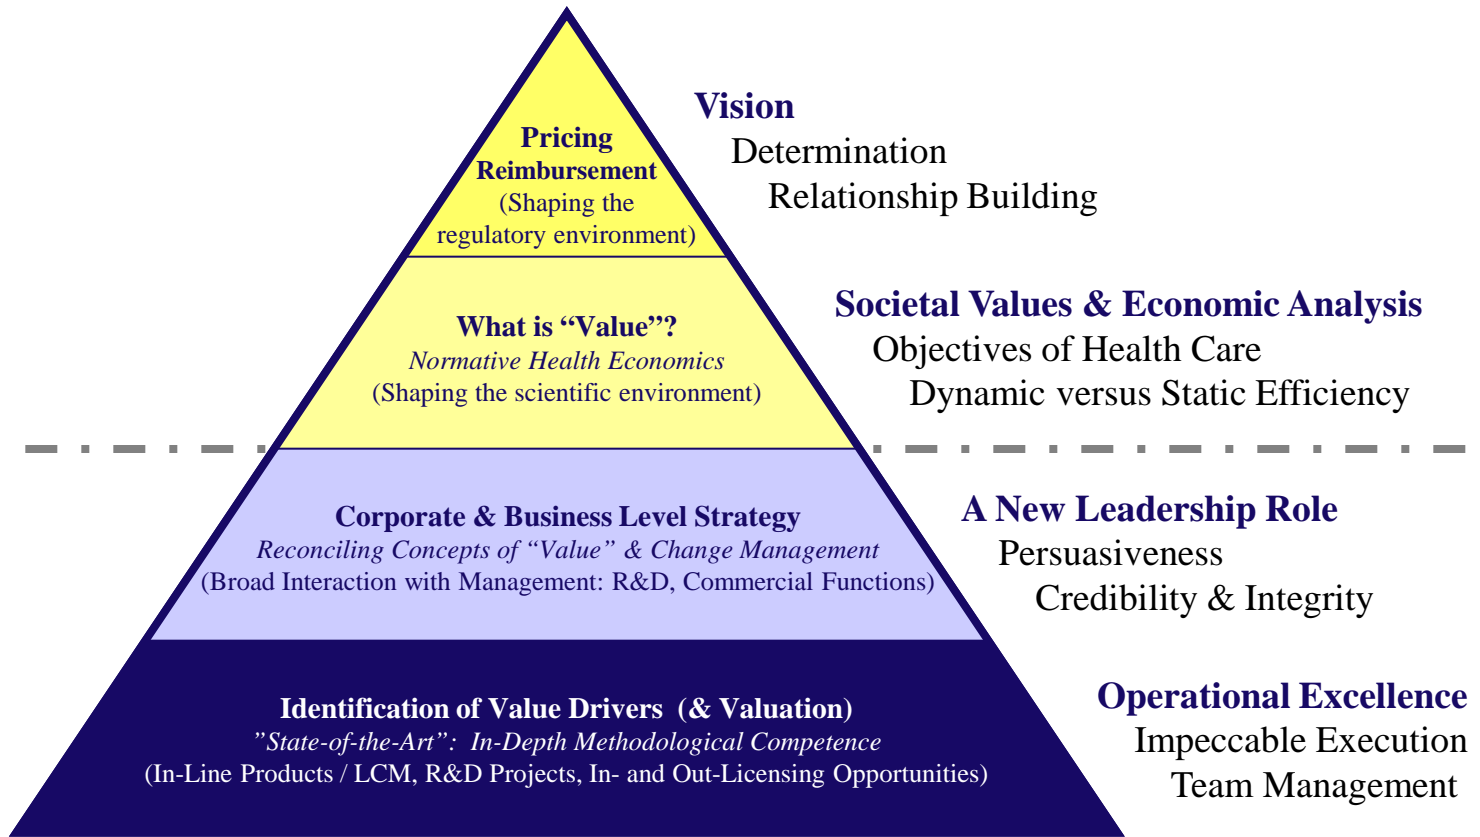 Pricing
Reimbursement
(Shaping the
regulatory environment)
Vision
Determination
Relationship Building
What is “Value”?
Normative Health Economics
(Shaping the scientific environment)
Societal Values & Economic Analysis
Objectives of Health Care
Dynamic versus Static Efficiency
Corporate & Business Level Strategy
Reconciling Concepts of “Value” & Change Management
(Broad Interaction with Management: R&D, Commercial Functions)
A New Leadership Role
Persuasiveness
Credibility & Integrity
Identification of Value Drivers (& Valuation)
”State-of-the-Art”: In-Depth Methodological Competence
(In-Line Products / LCM, R&D Projects, In- and Out-Licensing Opportunities)
Operational Excellence
Impeccable Execution
Team Management